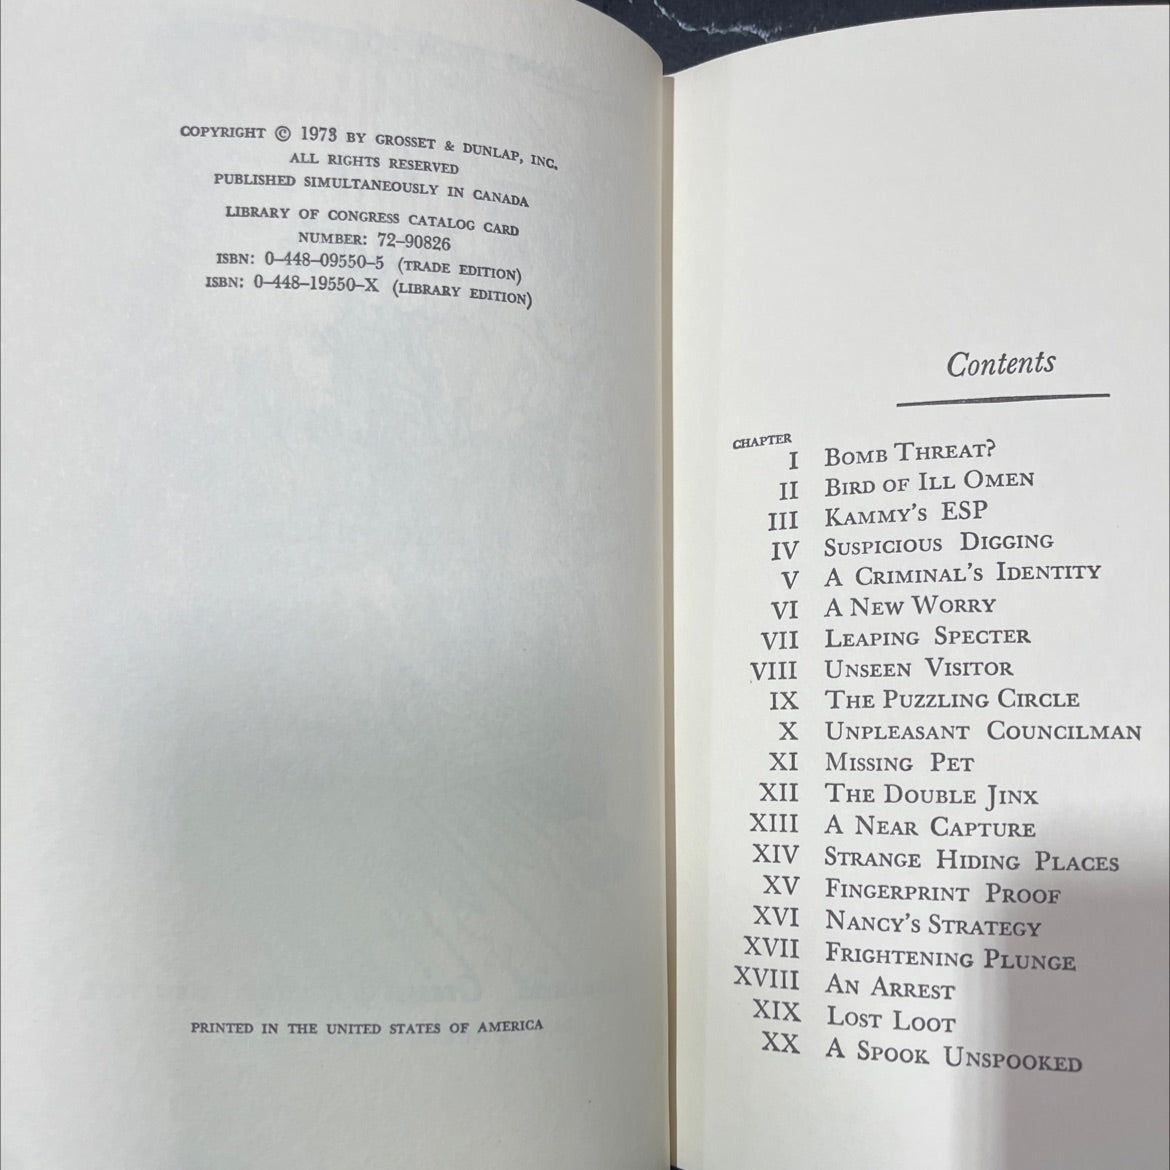 COPYRIGHT © 1973 BY GROSSET & DUNLAP, INC.
ALL RIGHTS RESERVED
PUBLISHED SIMULTANEOUSLY IN CANADA
LIBRARY OF CONGRESS CATALOG CARD
NUMBER: 72–90826
ISBN: 0–448–09550–5 (TRADE EDITION)
ISBN: 0–448–19550–X (LIBRARY EDITION)
PRINTED IN THE UNITED STATES OF AMERICA
Contents
CHAPTER
I BOMB THREAT?
II BIRD OF ILL OMEN
III KAMMY'S ESP
IV SUSPICIOUS DIGGING
V A CRIMINAL'S IDENTITY
VI A NEW WORRY
VII LEAPING SPECTER
VIII UNSEEN VISITOR
IX THE PUZZLING CIRCLE
X UNPLEASANT COUNCILMAN
XI MISSING PET
XII THE DOUBLE JINX
XIII A NEAR CAPTURE
XIV STRANGE HIDING PLACES
XV FINGERPRINT PROOF
XVI NANCY'S STRATEGY
XVII FRIGHTENING PLUNGE
XVIII AN ARREST
XIX LOST LOOT
XX A SPOOK UNSPOOKED